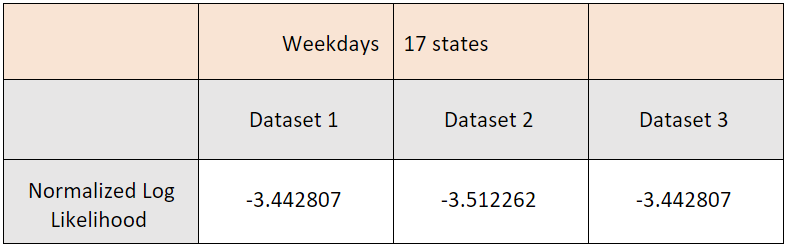 Weekdays 17 states
Dataset 1 Dataset 2 Dataset 3
Normalized Log
Likelihood
-3.442807 -3.512262 -3.442807